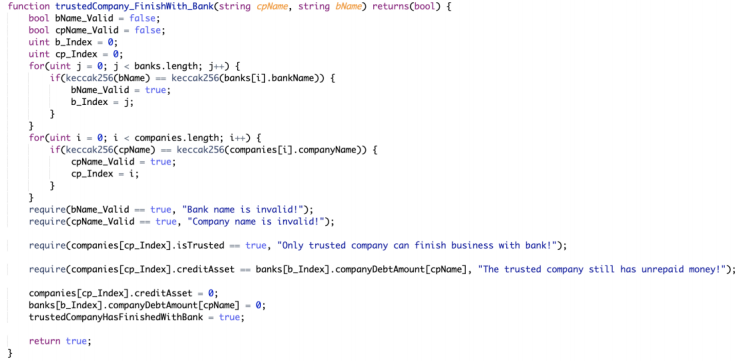 function trustedCompany_FinishWith_Bank(string cpName, string bName) returns(bool) {
bool bName_Valid = false;
bool cpName_Valid = false;
uint b_Index = 0;
uint cp_Index = 0;
for(uint j = 0; j < banks.length; j++) {
if(keccak256(bName) == keccak256(banks[i].bankName)) {
bName_Valid = true;
b_Index = j;
}
}
for(uint i = 0; i < companies.length; i++) {
if(keccak256(cpName) == keccak256(companies[i].companyName)) {
cpName_Valid = true;
cp_Index = i;
}
}
require(bName_Valid == true, "Bank name is invalid!");
require(cpName_Valid == true, "Company name is invalid!");
require(companies[cp_Index].isTrusted == true, "Only trusted company can finish business with bank!");
require(companies[cp_Index].creditAsset == banks[b_Index].companyDebtAmount[cpName], "The trusted company still has unrepaid money!");
companies[cp_Index].creditAsset = 0;
banks[b_Index].companyDebtAmount[cpName] = 0;
trustedCompanyHasFinishedWithBank = true;
return true;
}